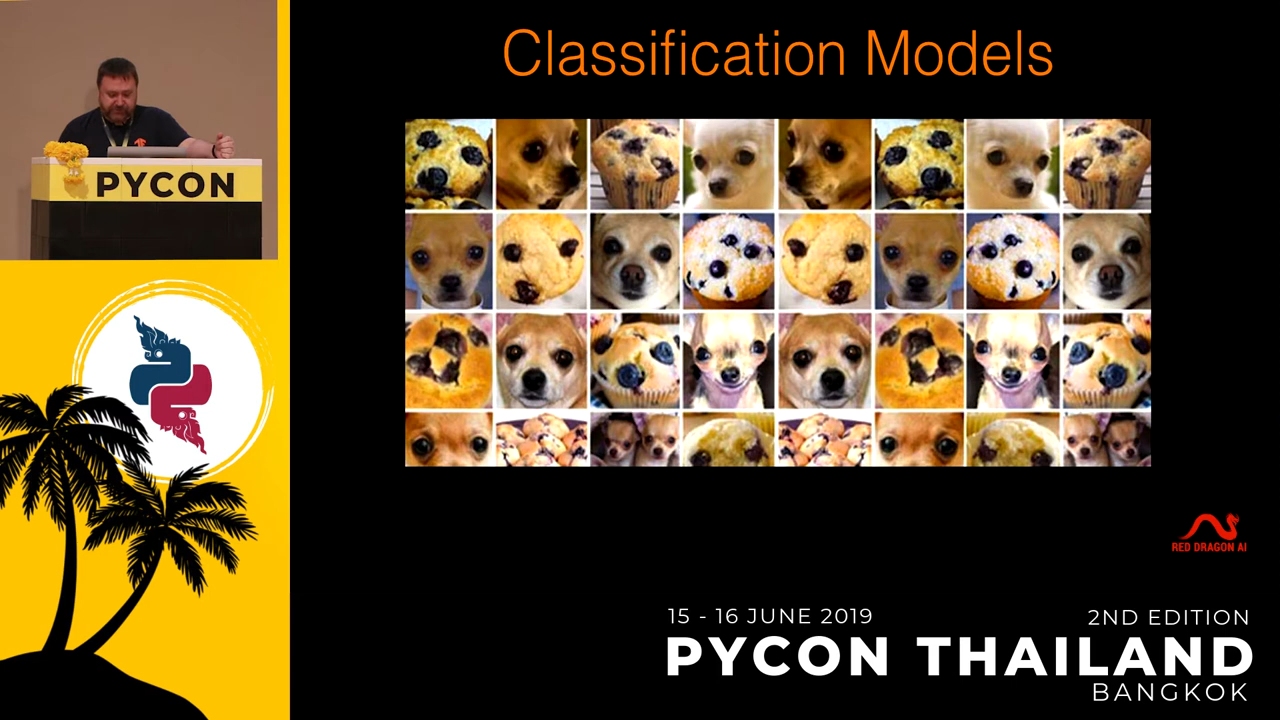 Classification Models
PYCON
RED DRAGON AI
15 - 16 JUNE 2019
2ND EDITION
PYCON THAILAND
BANGKOK